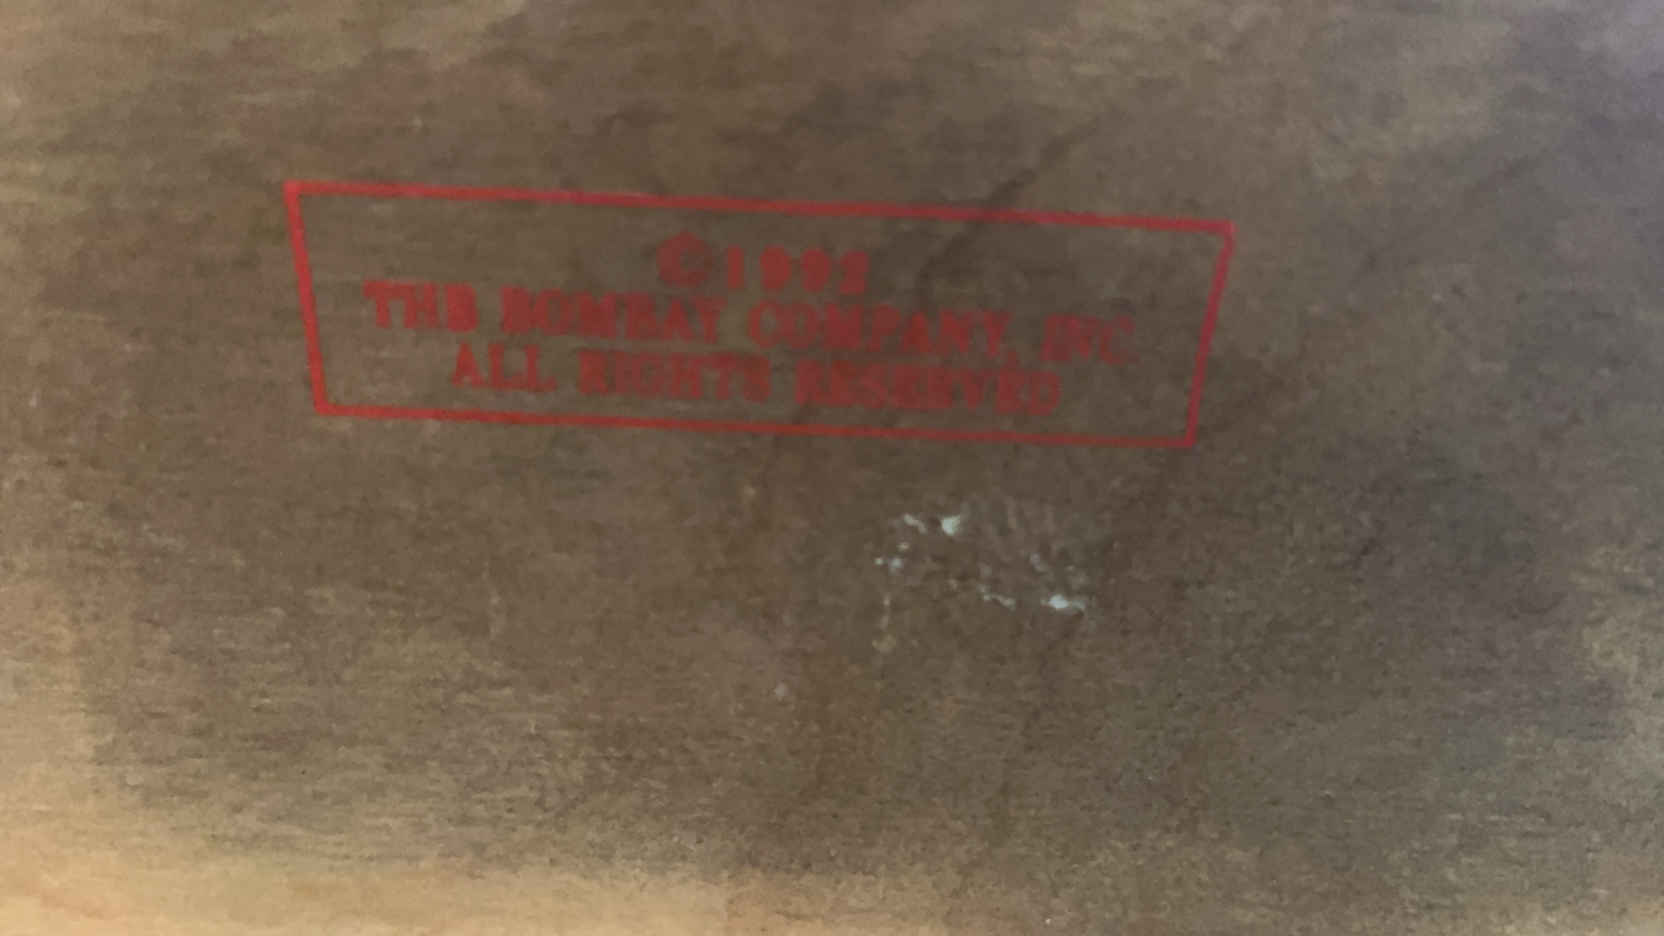 ©1992
THE BOMBAY COMPANY, INC.
ALL RIGHTS RESERVED